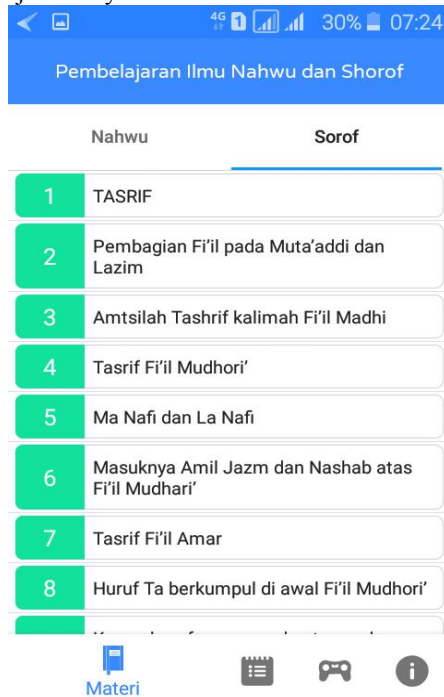 4G 1 30% 07:24
Pembelajaran Ilmu Nahwu dan Shorof
Nahwu Sorof
1 TASRIF
2 Pembagian Fi'il pada Muta'addi dan
Lazim
3 Amtsilah Tashrif kalimah Fi'il Madhi
4 Tasrif Fi'il Mudhori'
5 Ma Nafi dan La Nafi
6 Masuknya Amil Jazm dan Nashab atas
Fi'il Mudhari'
7 Tasrif Fi'il Amar
8 Huruf Ta berkumpul di awal Fi'il Mudhori'
Materi